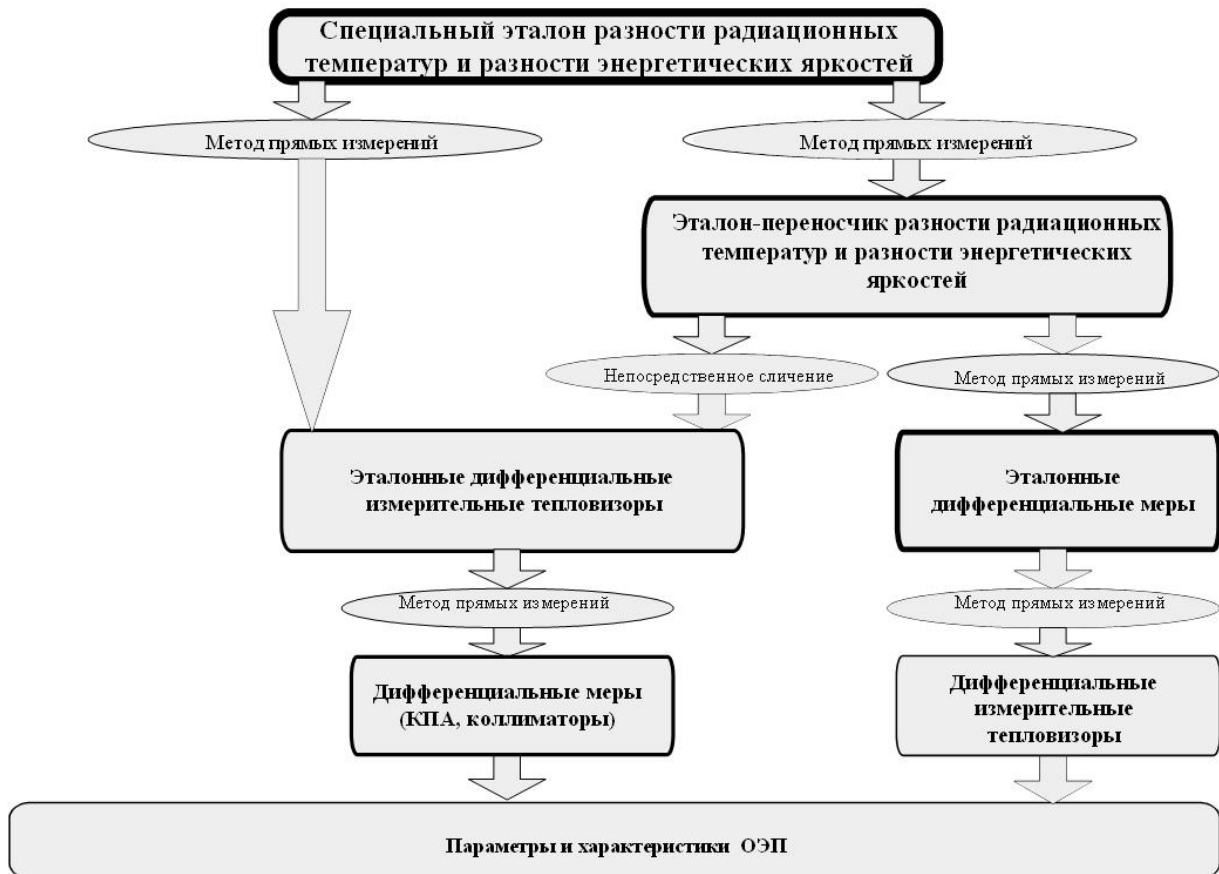 Специальный эталон разности радиационных
температур и разности энергетических яркостей
Метод прямых измерений
Метод прямых измерений
Эталон-переносчик разности радиационных
температур и разности энергетических
яркостей
Непосредственное сличение
Метод прямых измерений
Эталонные дифференциальные
измерительные тепловизоры
Эталонные
дифференциальные меры
Метод прямых измерений
Метод прямых измерений
Дифференциальные меры
(КПА, коллиматоры)
Дифференциальные
измерительные
тепловизоры
Параметры и характеристики ОЭП